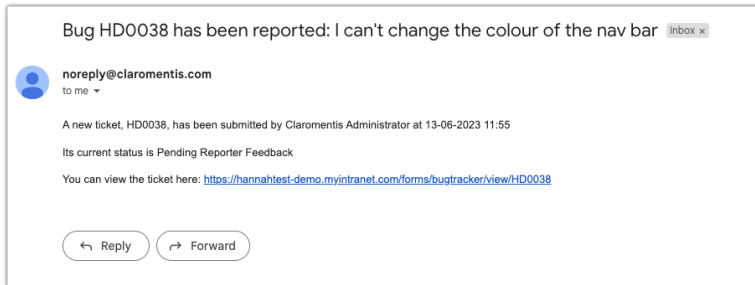 Bug HD0038 has been reported: I can't change the colour of the nav bar Inbox ×
noreply@claromentis.com
to me
A new ticket, HD0038, has been submitted by Claromentis Administrator at 13-06-2023 11:55
Its current status is Pending Reporter Feedback
You can view the ticket here: https://hannahtest-demo.myintranet.com/forms/bugtracker/view/HD0038
Reply Forward